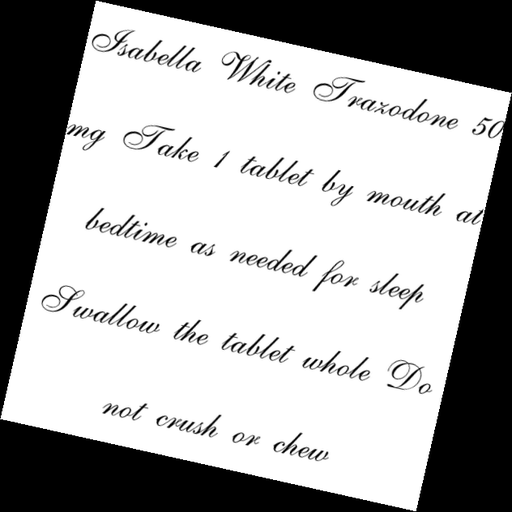 Isabella White Trazodone 50
mg Take 1 tablet by mouth at
bedtime as needed for sleep
Swallow the tablet whole Do
not crush or chew